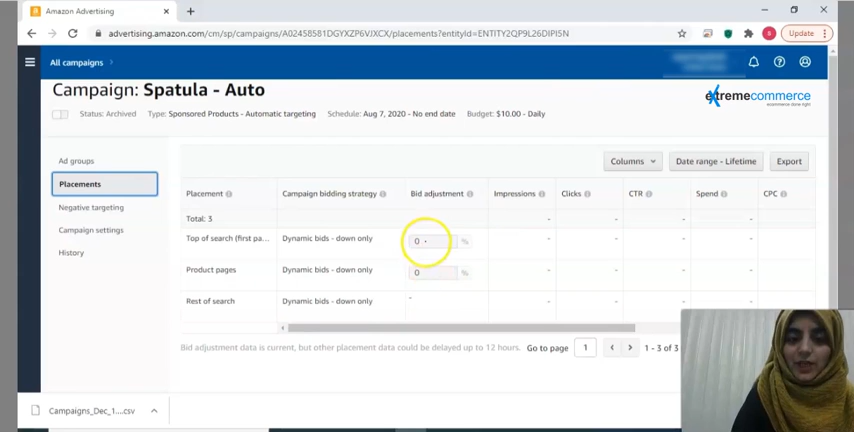 Amazon Advertising
advertising.amazon.com/cm/sp/campaigns/A02458581DGYXZP6VJXCX/placements?entityId=ENTITY2QP9L26DIPISN
Update
All campaigns
Campaign: Spatula - Auto
extremecommerce
ecommerce done right
Status: Archived Type: Sponsored Products - Automatic targeting Schedule: Aug 7, 2020 - No end date Budget: $10.00 - Daily
Ad groups
Placements
Negative targeting
Campaign settings
History
Columns Date range - Lifetime Export
Placement Campaign bidding strategy Bid adjustment Impressions Clicks CTR Spend CPC
Total: 3 - - - - -
Top of search (first pa... Dynamic bids - down only 0 % - - - - -
Product pages Dynamic bids - down only 0 % - - - - -
Rest of search Dynamic bids - down only - - - - - -
Bid adjustment data is current, but other placement data could be delayed up to 12 hours. Go to page 1 1 - 3 of 3
Campaigns_Dec_1....csv